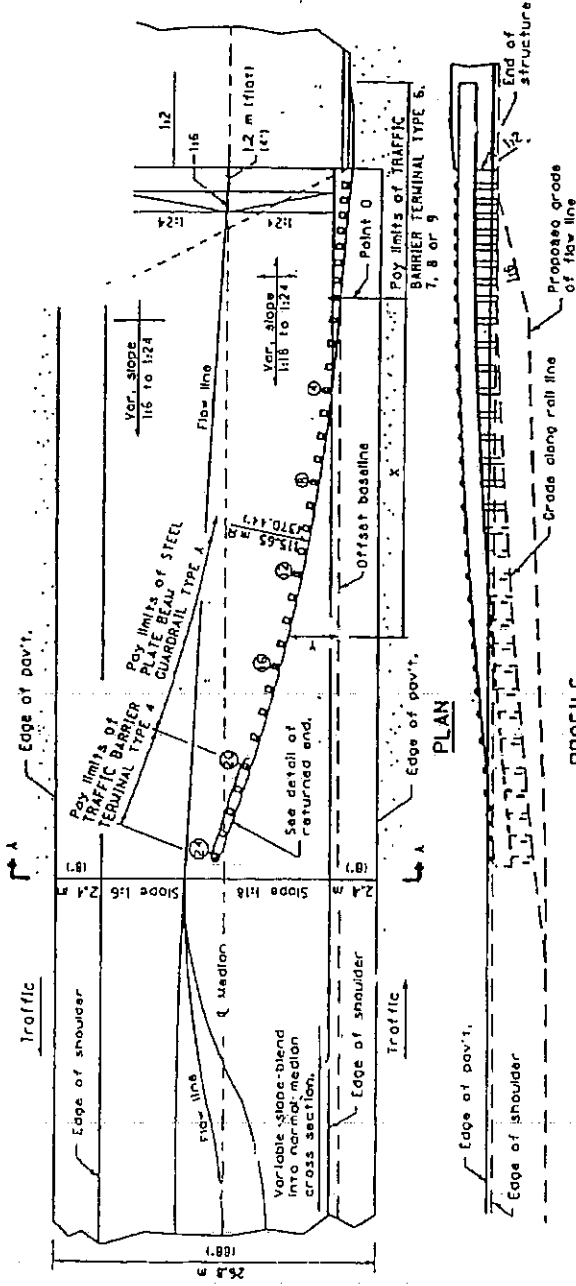 Traffic
Edge of pav't.
Edge of shoulder
Flow line
℄ Median
Variable slope-blend
into normal median
cross section.
Edge of shoulder
Traffic
26.8 m
(88')
A
2.4 m
(8')
Slope 1:6
Slope 1:18
2.4 m
(8')
A
Pay limits of
TRAFFIC BARRIER
TERMINAL TYPE 4
Pay limits of STEEL
PLATE BEAM
GUARDRAIL TYPE A
24
20
16
12
8
4
See detail of
returned end.
Edge of pav't.
R
115.65 m
(370.44')
Flow line
Var. slope
1:6 to 1:24
Var. slope
1:18 to 1:24
1:24
1:24
1:6
1:2
1.2 m (flat)
(4')
Y
X
Offset baseline
Point O
Pay limits of TRAFFIC
BARRIER TERMINAL TYPE 6,
7, 8 or 9
PLAN
Edge of pav't.
Edge of shoulder
Grade along rail line
Proposed grade
of flow line
1:6
1:2
End of
structure
PROFILE